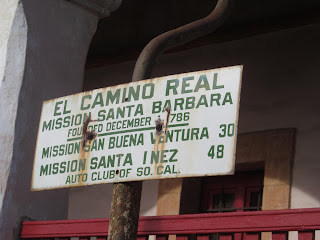 EL CAMINO REAL
MISSION SANTA BARBARA
FOUNDED DECEMBER 1786
MISSION SAN BUENA VENTURA 30
MISSION SANTA INEZ 48
AUTO CLUB OF SO. CAL.